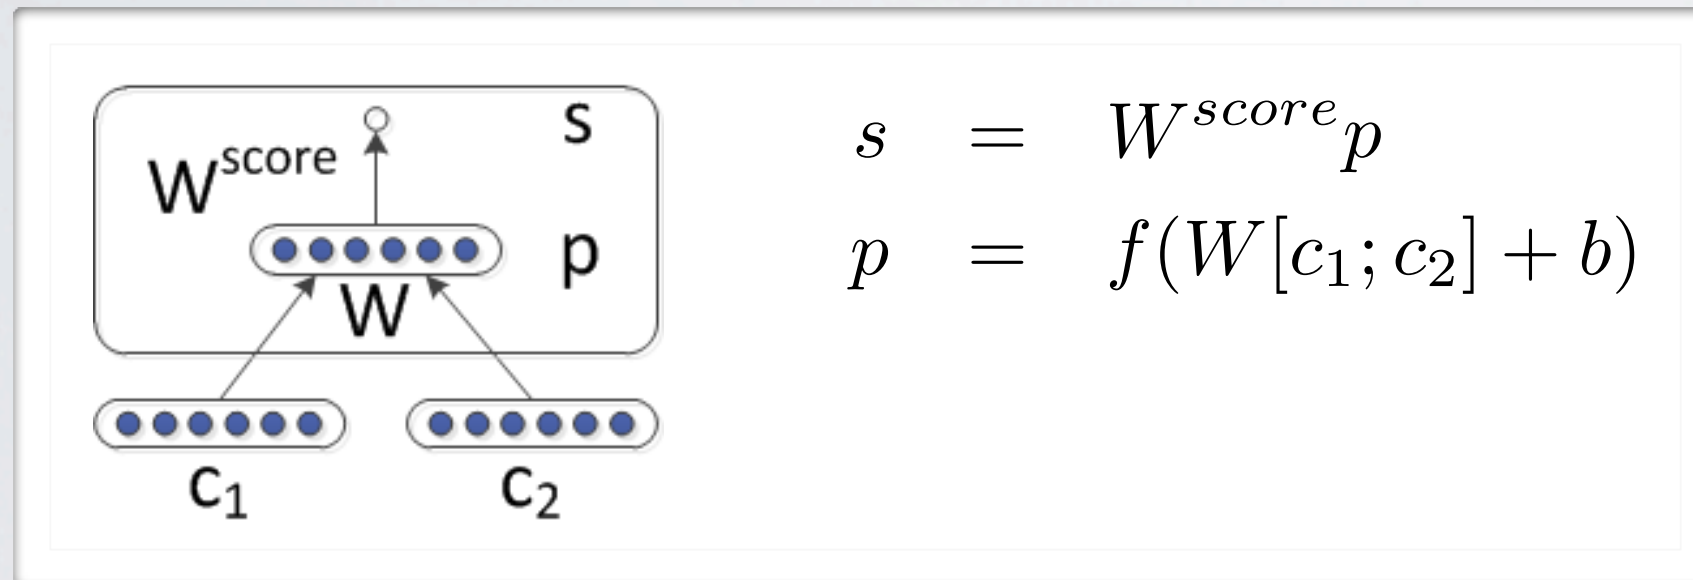 s
W^score
p
W
c₁ c₂
s = W^{score}p
p = f(W[c₁; c₂] + b)